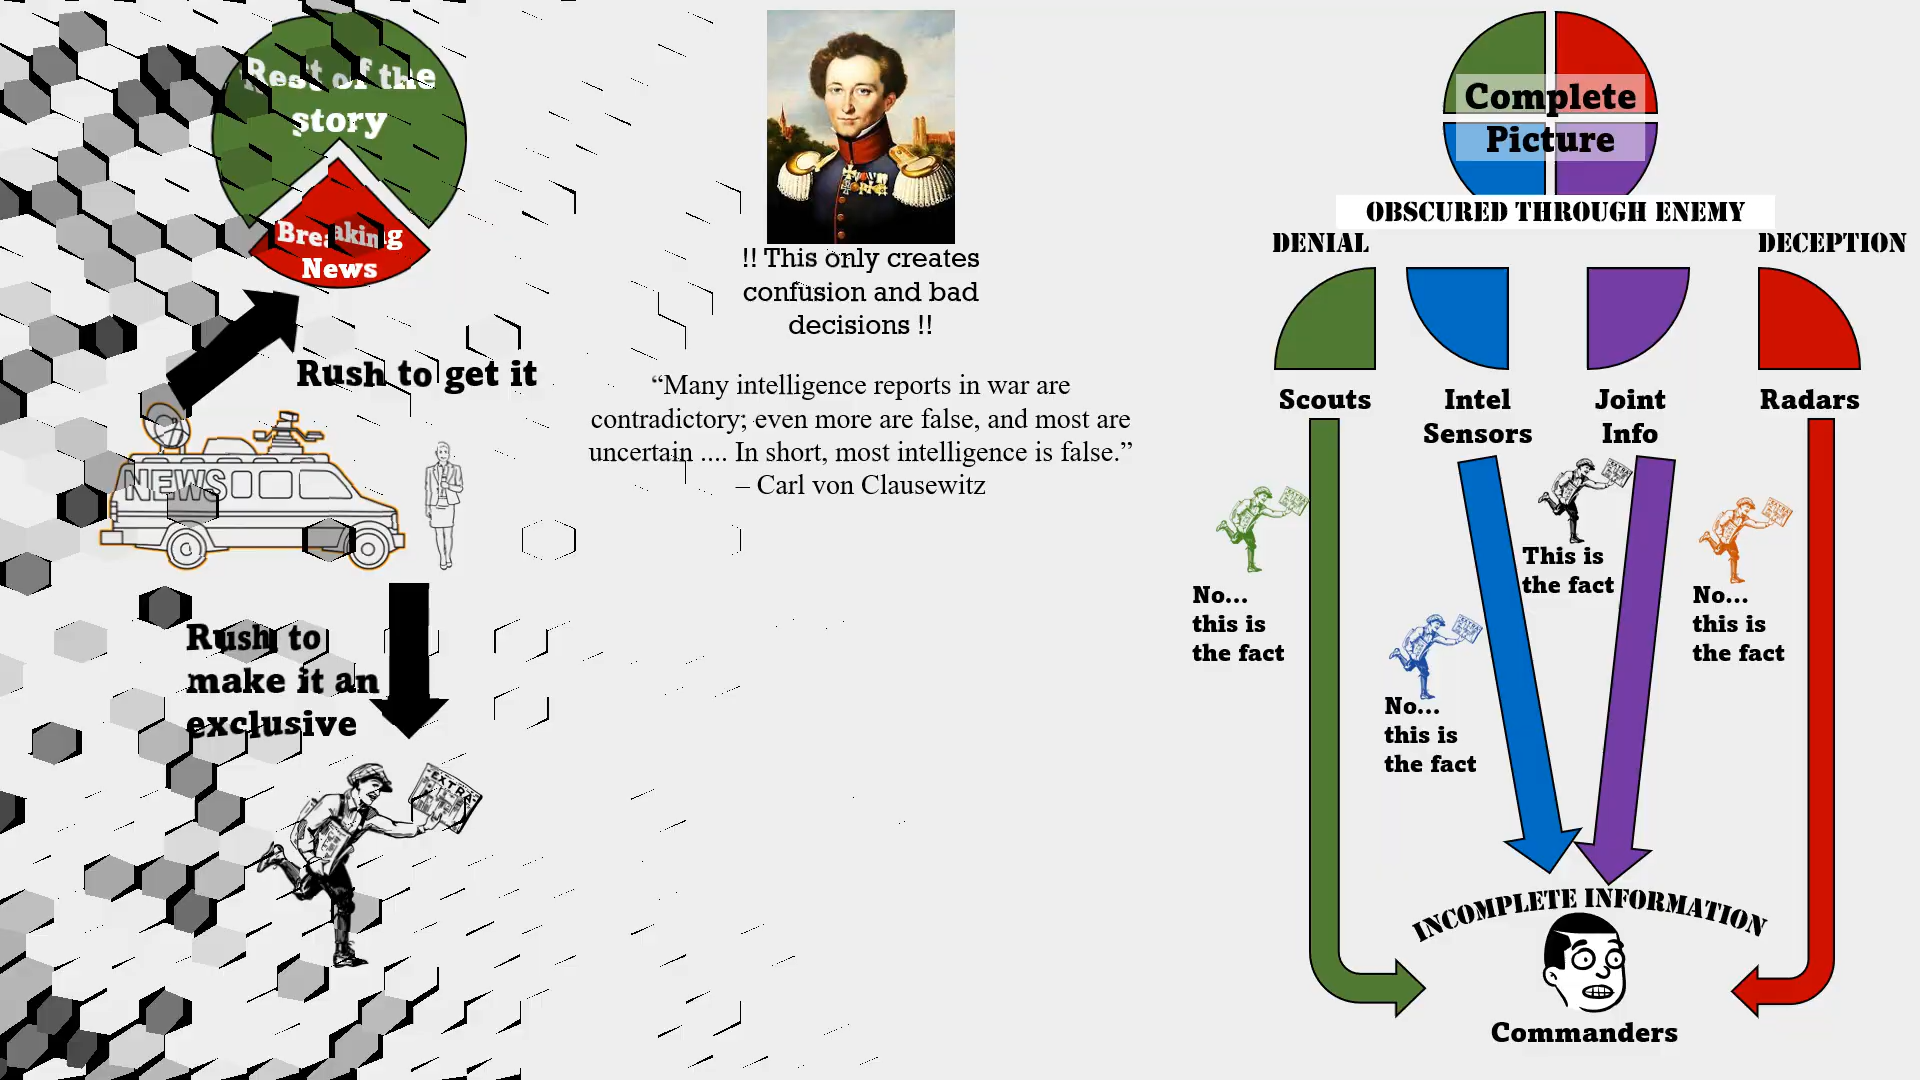 Rest of the
story
Breaking
News
Rush to get it
NEWS
Rush to
make it an
exclusive
EXTRA
!! This only creates
confusion and bad
decisions !!
“Many intelligence reports in war are
contradictory; even more are false, and most are
uncertain .... In short, most intelligence is false.”
– Carl von Clausewitz
Complete
Picture
OBSCURED THROUGH ENEMY
DENIAL
DECEPTION
Scouts
Intel
Sensors
Joint
Info
Radars
EXTRA
This is
the fact
EXTRA
No...
this is
the fact
EXTRA
No...
this is
the fact
EXTRA
No...
this is
the fact
INCOMPLETE INFORMATION
Commanders